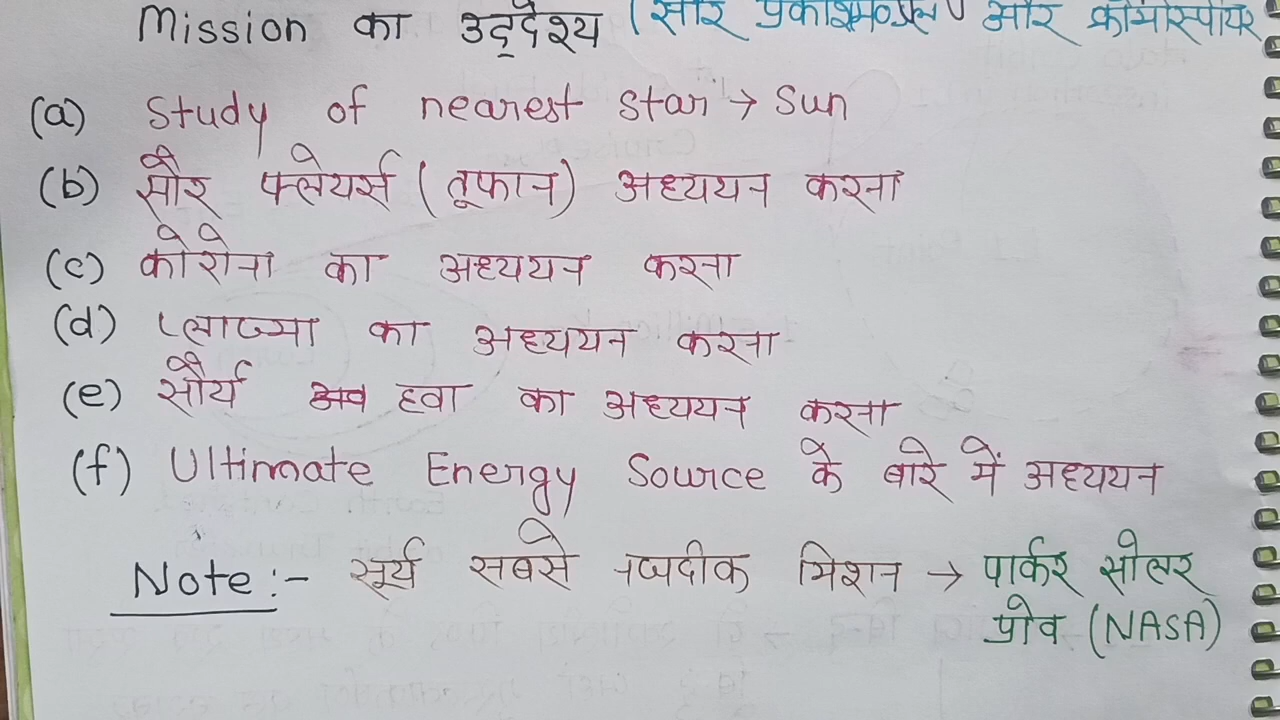 Mission का उद्देश्य (सौर प्रकाशमण्डल और क्रोमोस्फीयर
(a) Study of nearest star → Sun
(b) सौर फ्लेयर्स (तूफान) अध्ययन करना
(c) कोरोना का अध्ययन करना
(d) प्लाज्मा का अध्ययन करना
(e) सौर्य हवा का अध्ययन करना
(f) Ultimate Energy Source के बारे में अध्ययन
Note:- सूर्य सबसे नजदीक मिशन → पार्कर सोलर
प्रोव (NASA)